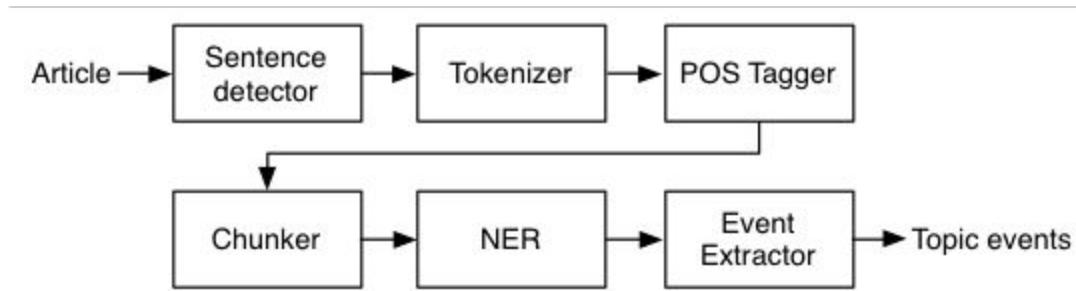 Article
Sentence
detector
Tokenizer
POS Tagger
Chunker
NER
Event
Extractor
Topic events